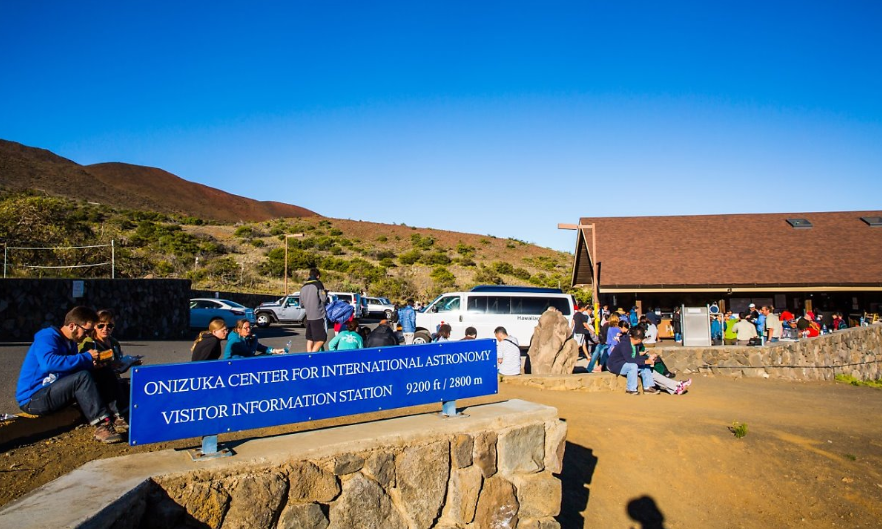 ONIZUKA CENTER FOR INTERNATIONAL ASTRONOMY
VISITOR INFORMATION STATION 9200 ft / 2800 m